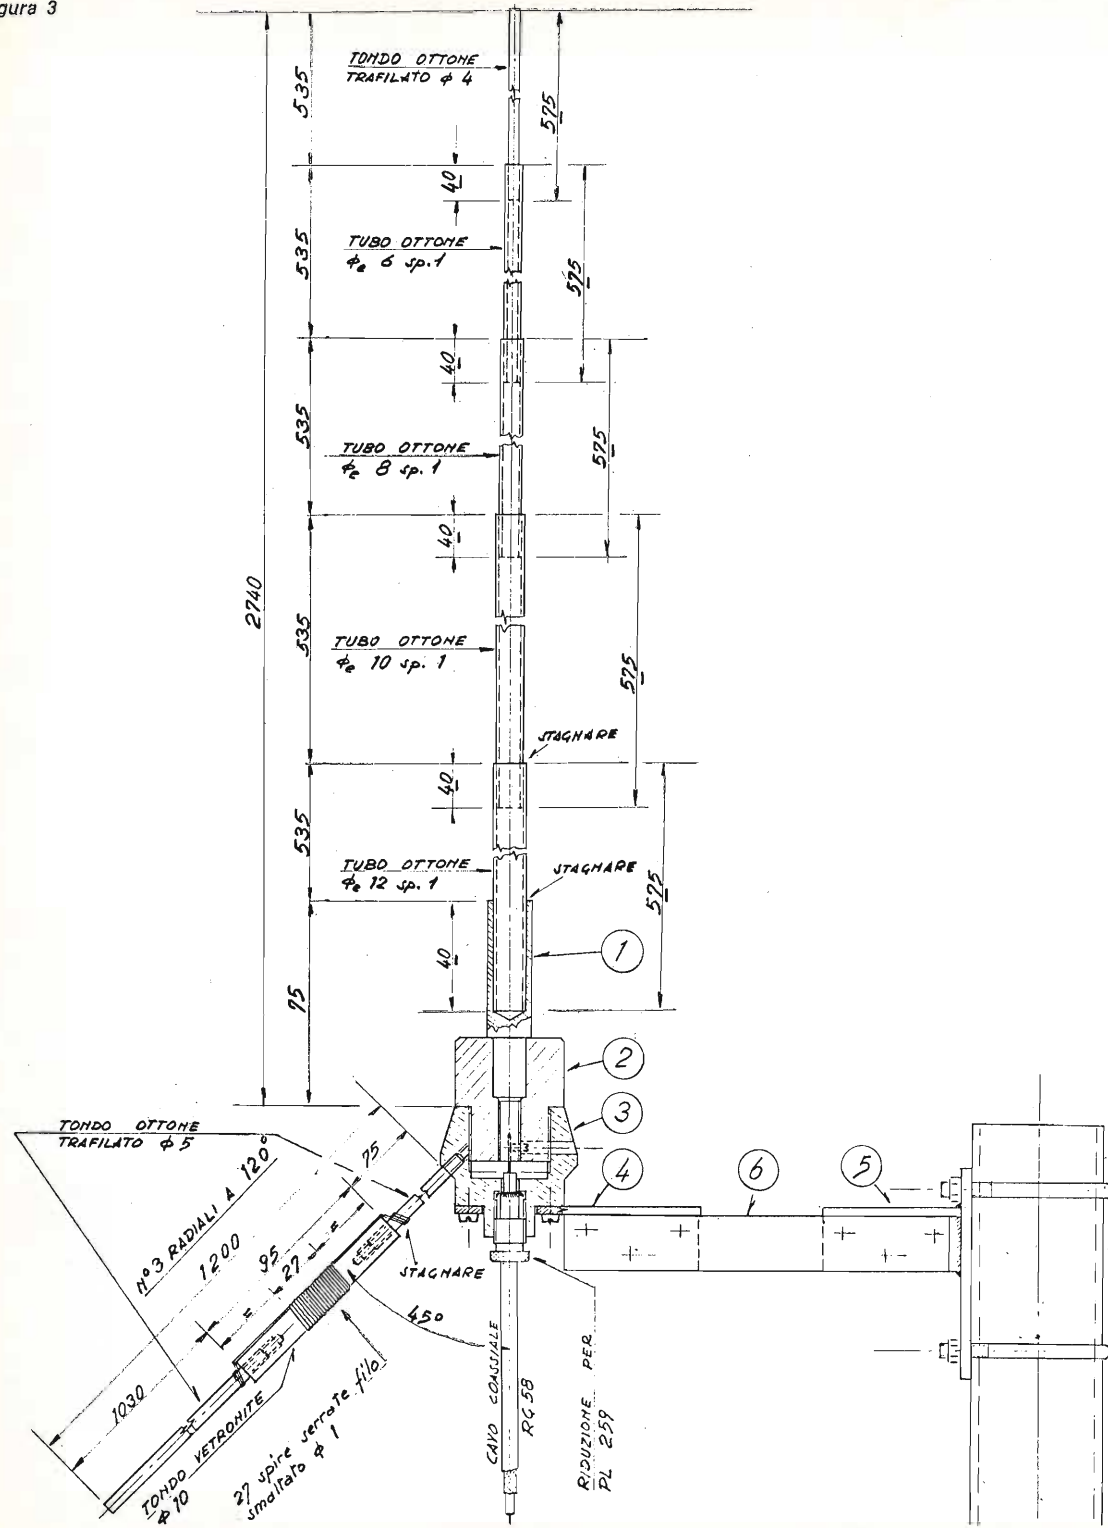 gura 3
TONDO OTTONE
TRAFILATO ϕ 4
535
575
40
TUBO OTTONE
ϕe 6 sp.1
535
575
40
TUBO OTTONE
ϕe 8 sp.1
535
575
40
2740
TUBO OTTONE
ϕe 10 sp. 1
535
575
STAGNARE
40
TUBO OTTONE
ϕe 12 sp.1
535
STAGNARE
575
40
1
75
2
3
TONDO OTTONE
TRAFILATO ϕ 5
75
N° 3 RADIALI A 120°
1200
95
=
27
=
1030
STAGNARE
45°
3
4
6
5
TONDO VETRONITE
ϕ 10
27 spire serrate filo
smaltato ϕ 1
CAVO COASSIALE
RG 58
RIDUZIONE PER
PL 259